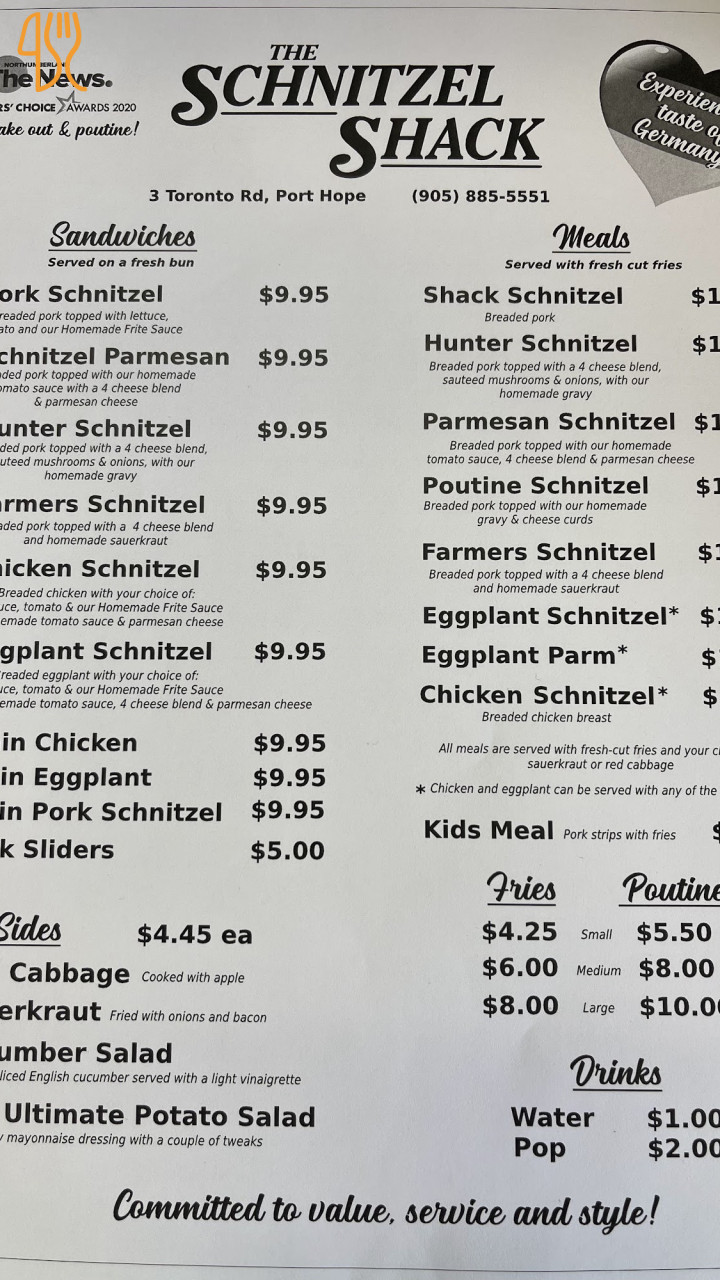 NORTHUMBERLAND
The News.
RS' CHOICE AWARDS 2020
ake out & poutine!
THE
SCHNITZEL
SHACK
Experien
taste of
Germany
3 Toronto Rd, Port Hope (905) 885-5551
Sandwiches
Served on a fresh bun
ork Schnitzel $9.95
readed pork topped with lettuce,
ato and our Homemade Frite Sauce
chnitzel Parmesan $9.95
ded pork topped with our homemade
omato sauce with a 4 cheese blend
& parmesan cheese
unter Schnitzel $9.95
ded pork topped with a 4 cheese blend,
uteed mushrooms & onions, with our
homemade gravy
armers Schnitzel $9.95
aded pork topped with a 4 cheese blend
and homemade sauerkraut
hicken Schnitzel $9.95
Breaded chicken with your choice of:
uce, tomato & our Homemade Frite Sauce
emade tomato sauce & parmesan cheese
gplant Schnitzel $9.95
readed eggplant with your choice of:
uce, tomato & our Homemade Frite Sauce
emade tomato sauce, 4 cheese blend & parmesan cheese
in Chicken $9.95
in Eggplant $9.95
in Pork Schnitzel $9.95
k Sliders $5.00
Sides $4.45 ea
Cabbage Cooked with apple
erkraut Fried with onions and bacon
umber Salad
liced English cucumber served with a light vinaigrette
Ultimate Potato Salad
y mayonnaise dressing with a couple of tweaks
Meals
Served with fresh cut fries
Shack Schnitzel $1
Breaded pork
Hunter Schnitzel $1
Breaded pork topped with a 4 cheese blend,
sauteed mushrooms & onions, with our
homemade gravy
Parmesan Schnitzel $1
Breaded pork topped with our homemade
tomato sauce, 4 cheese blend & parmesan cheese
Poutine Schnitzel $1
Breaded pork topped with our homemade
gravy & cheese curds
Farmers Schnitzel $1
Breaded pork topped with a 4 cheese blend
and homemade sauerkraut
Eggplant Schnitzel* $1
Eggplant Parm* $
Chicken Schnitzel* $
Breaded chicken breast
All meals are served with fresh-cut fries and your c
sauerkraut or red cabbage
* Chicken and eggplant can be served with any of the
Kids Meal Pork strips with fries $
Fries Poutine
$4.25 Small $5.50
$6.00 Medium $8.00
$8.00 Large $10.00
Drinks
Water $1.00
Pop $2.00
Committed to value, service and style!